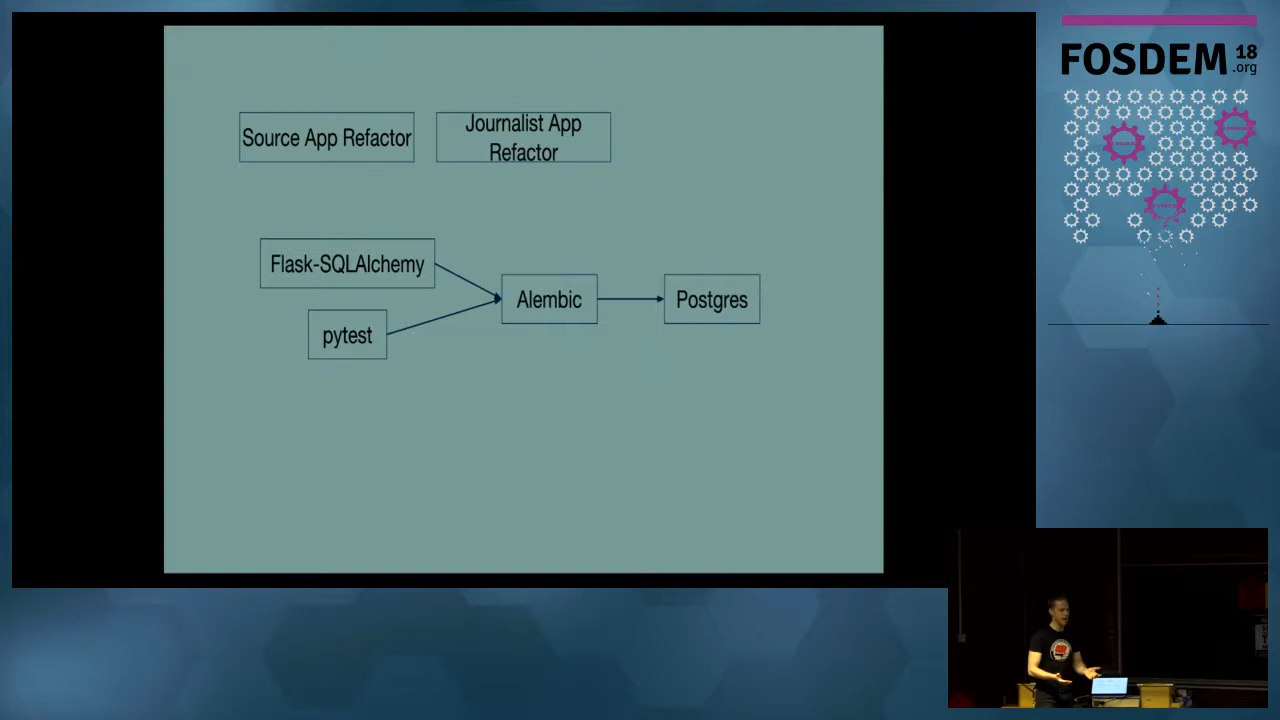 FOSDEM 18
.org
Source App Refactor
Journalist App
Refactor
Flask-SQLAlchemy
Alembic
Postgres
pytest